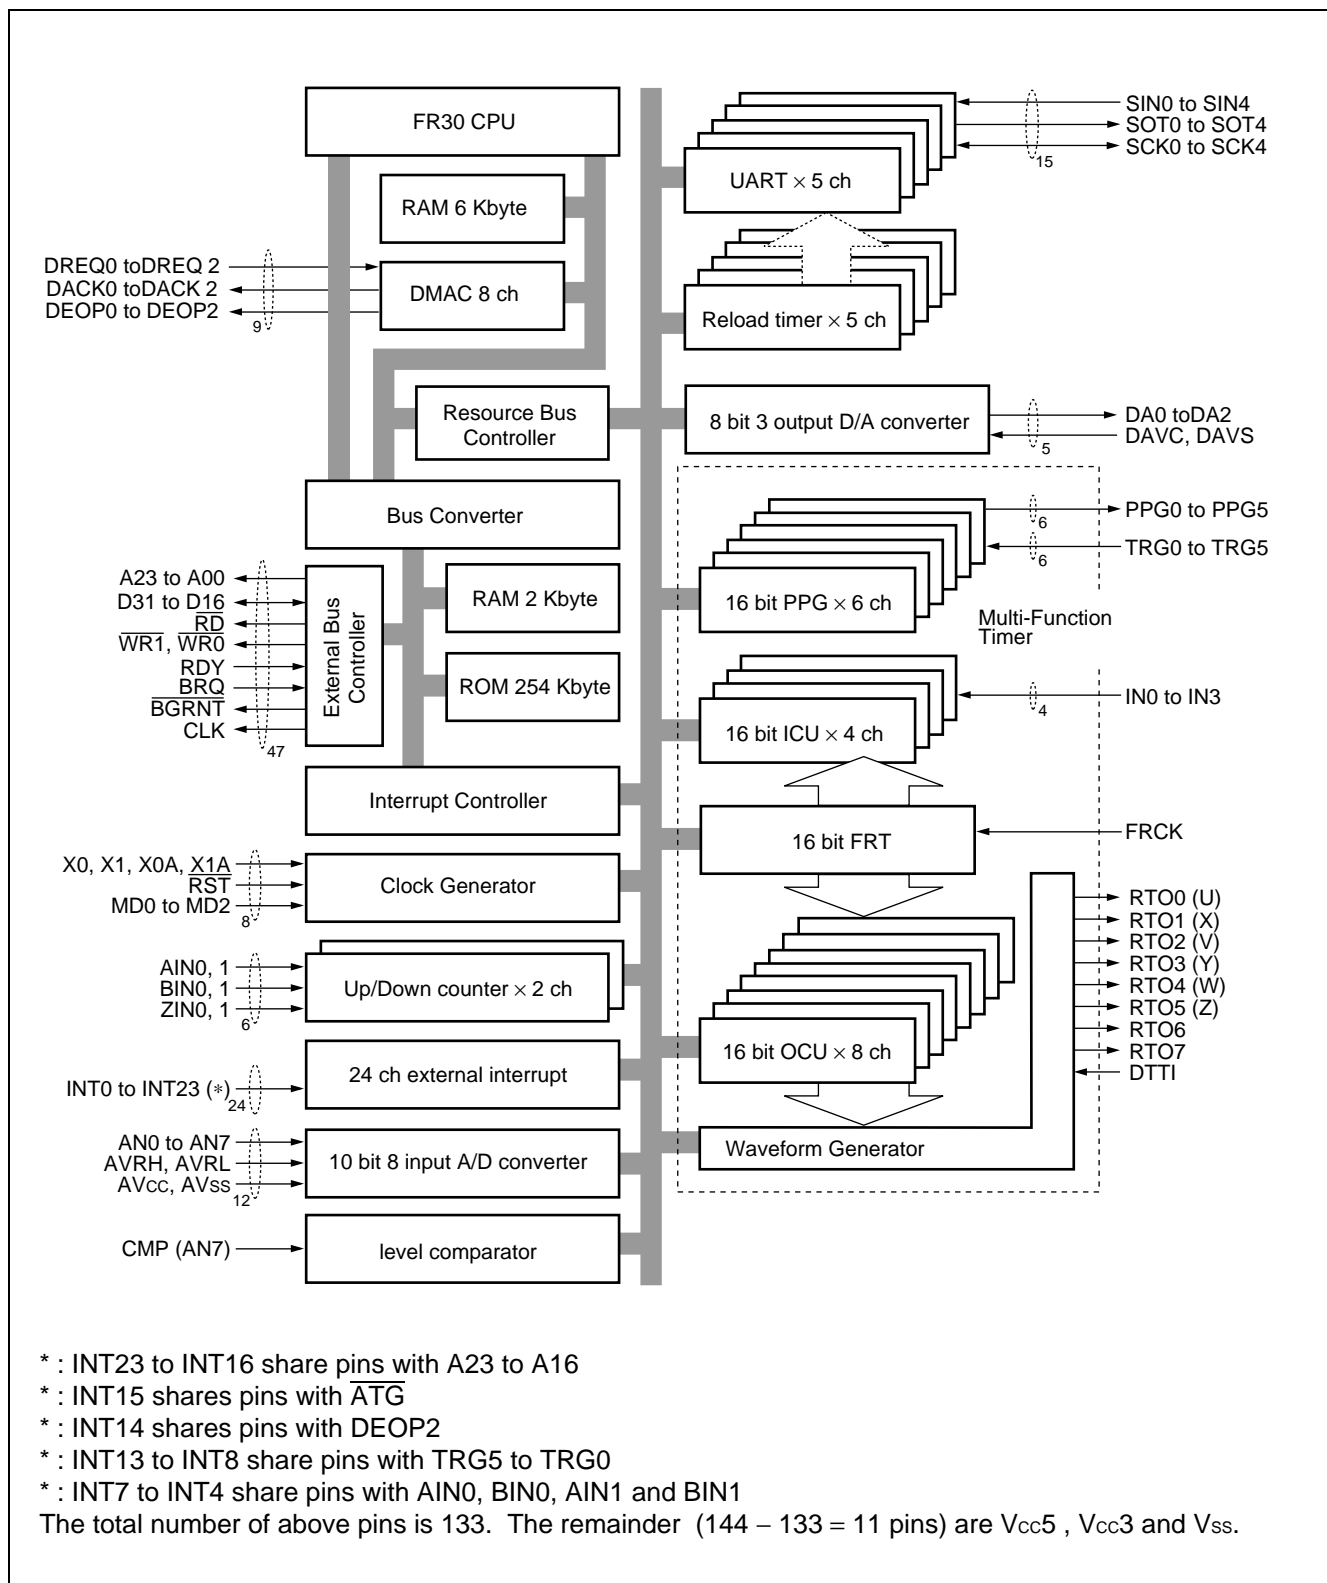 FR30 CPU
RAM 6 Kbyte
DREQ0 toDREQ 2
DACK0 toDACK 2
DEOP0 to DEOP2
9
DMAC 8 ch
Resource Bus
Controller
Bus Converter
A23 to A00
D31 to D16
RD
WR1, WR0
RDY
BRQ
BGRNT
CLK
47
External Bus
Controller
RAM 2 Kbyte
ROM 254 Kbyte
Interrupt Controller
X0, X1, X0A, X1A
RST
MD0 to MD2
8
Clock Generator
AIN0, 1
BIN0, 1
ZIN0, 1
6
Up/Down counter × 2 ch
INT0 to INT23 (*)
24
24 ch external interrupt
AN0 to AN7
AVRH, AVRL
AVCC, AVSS
12
10 bit 8 input A/D converter
CMP (AN7)
level comparator
UART × 5 ch
SIN0 to SIN4
SOT0 to SOT4
SCK0 to SCK4
15
Reload timer × 5 ch
8 bit 3 output D/A converter
DA0 toDA2
DAVC, DAVS
5
PPG0 to PPG5
6
TRG0 to TRG5
6
16 bit PPG × 6 ch
Multi-Function
Timer
IN0 to IN3
4
16 bit ICU × 4 ch
16 bit FRT
FRCK
16 bit OCU × 8 ch
RTO0 (U)
RTO1 (X)
RTO2 (V)
RTO3 (Y)
RTO4 (W)
RTO5 (Z)
RTO6
RTO7
DTTI
Waveform Generator
* : INT23 to INT16 share pins with A23 to A16
* : INT15 shares pins with ATG
* : INT14 shares pins with DEOP2
* : INT13 to INT8 share pins with TRG5 to TRG0
* : INT7 to INT4 share pins with AIN0, BIN0, AIN1 and BIN1
The total number of above pins is 133. The remainder (144 − 133 = 11 pins) are VCC5 , VCC3 and VSS.